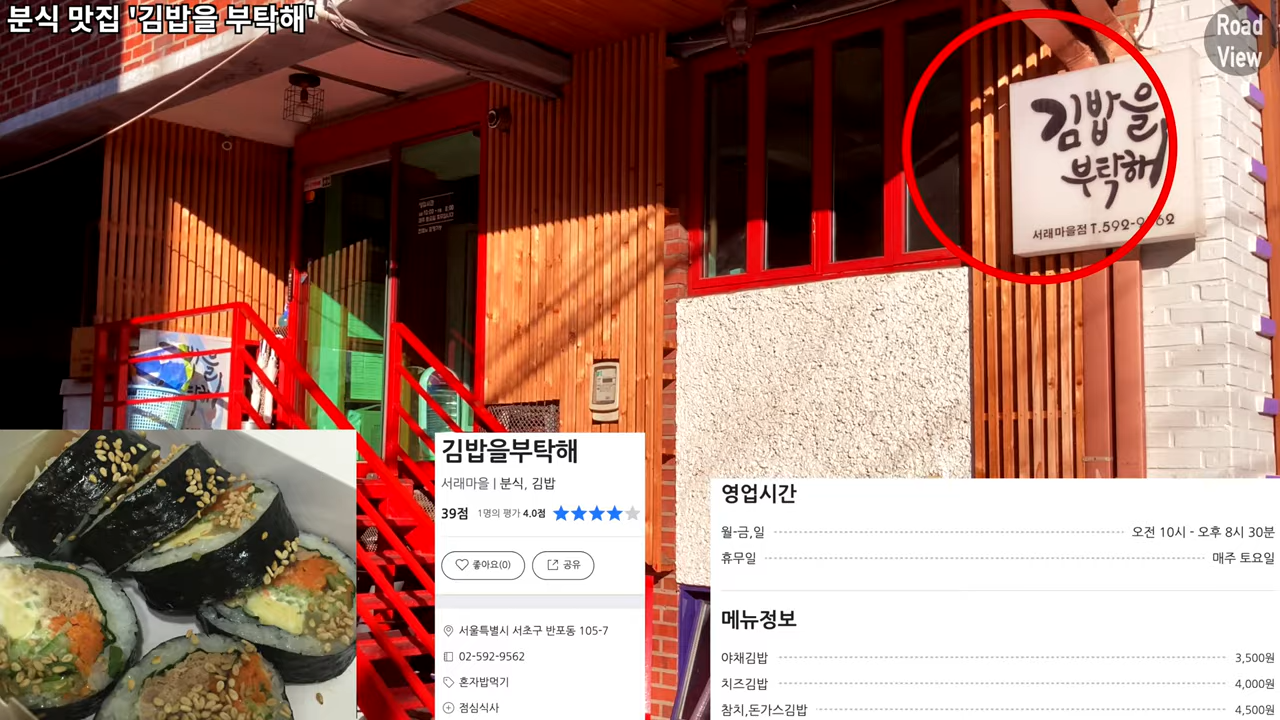 분식 맛집 '김밥을 부탁해'
Road
View
김밥을
부탁해
서래마을점 T.592-9 62
김밥을부탁해
서래마을 | 분식, 김밥
39점 1명의 평가 4.0점
좋아요(0) 공유
서울특별시 서초구 반포동 105-7
02-592-9562
혼자밥먹기
점심식사
영업시간
월-금,일 오전 10시 - 오후 8시 30분
휴무일 매주 토요일
메뉴정보
야채김밥 3,500원
치즈김밥 4,000원
참치,돈가스김밥 4,500원